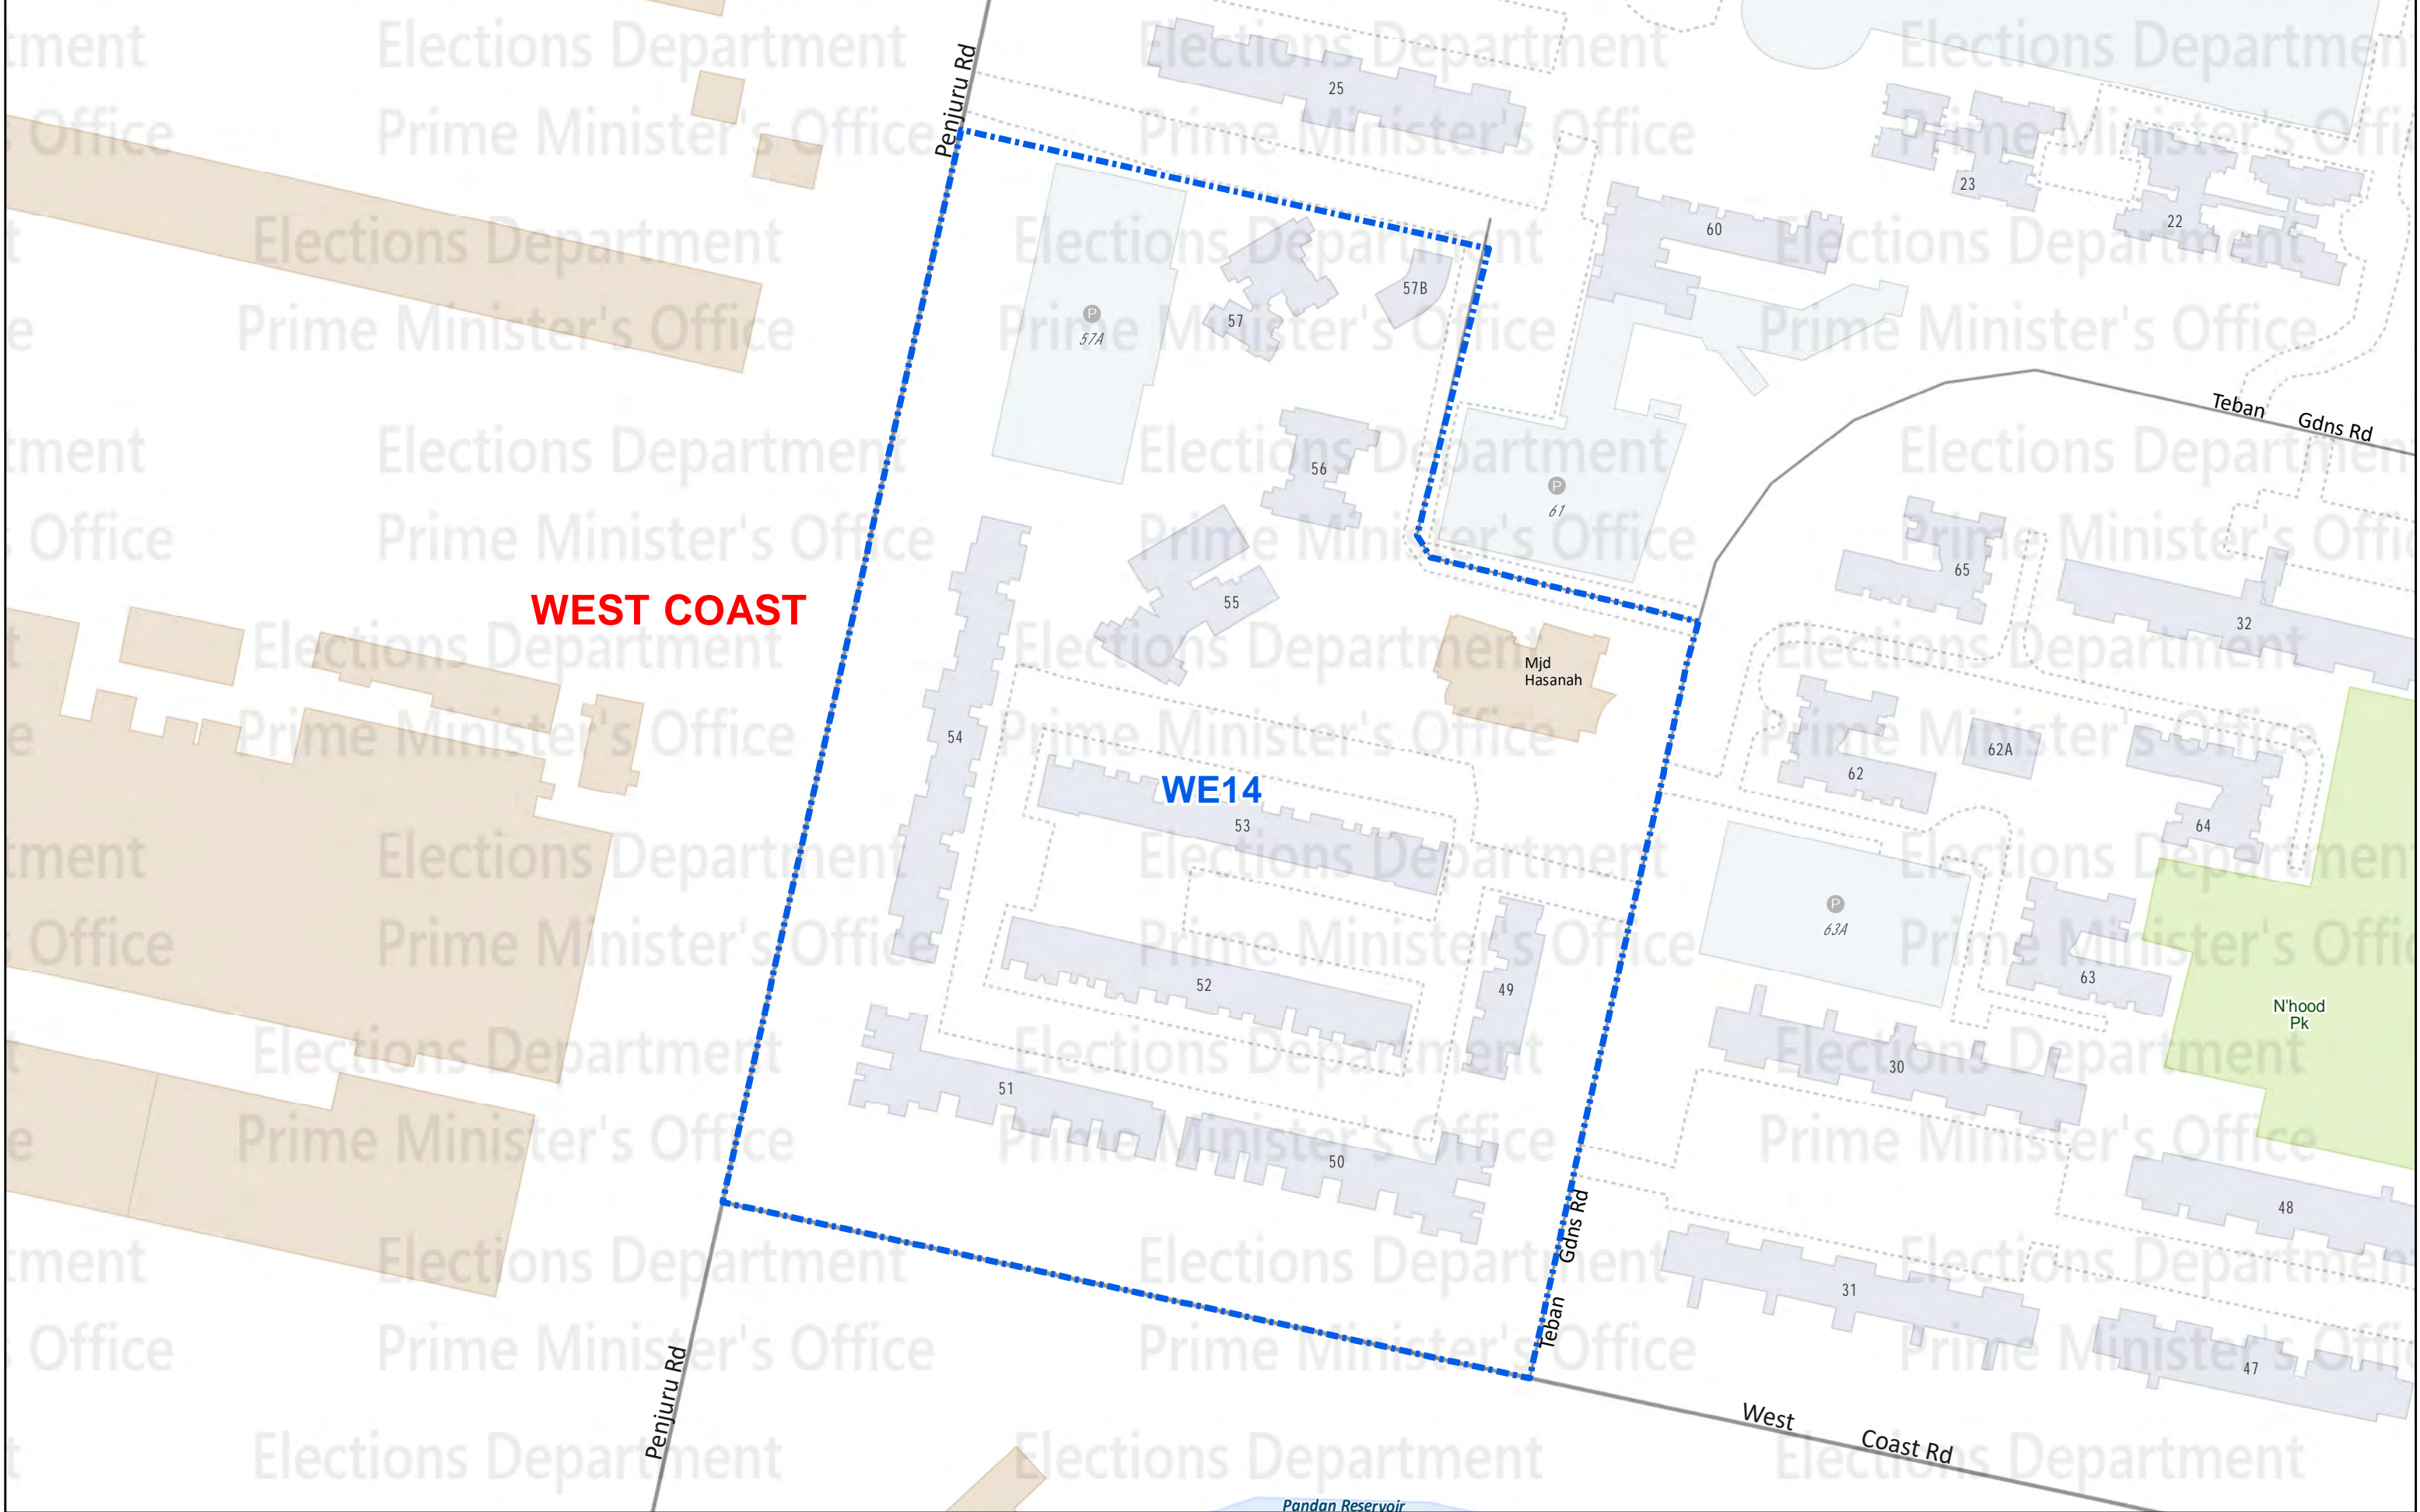 Elections Department
Prime Minister's Office
Penjuru Rd
25
23
22
60
57B
57
P
57A
Teban Gdns Rd
56
P
61
65
55
32
WEST COAST
Mjd
Hasanah
54
62A
62
WE14
53
64
P
63A
49
52
63
N'hood
Pk
30
51
50
48
Teban Gdns Rd
31
47
Penjuru Rd
West Coast Rd
Pandan Reservoir